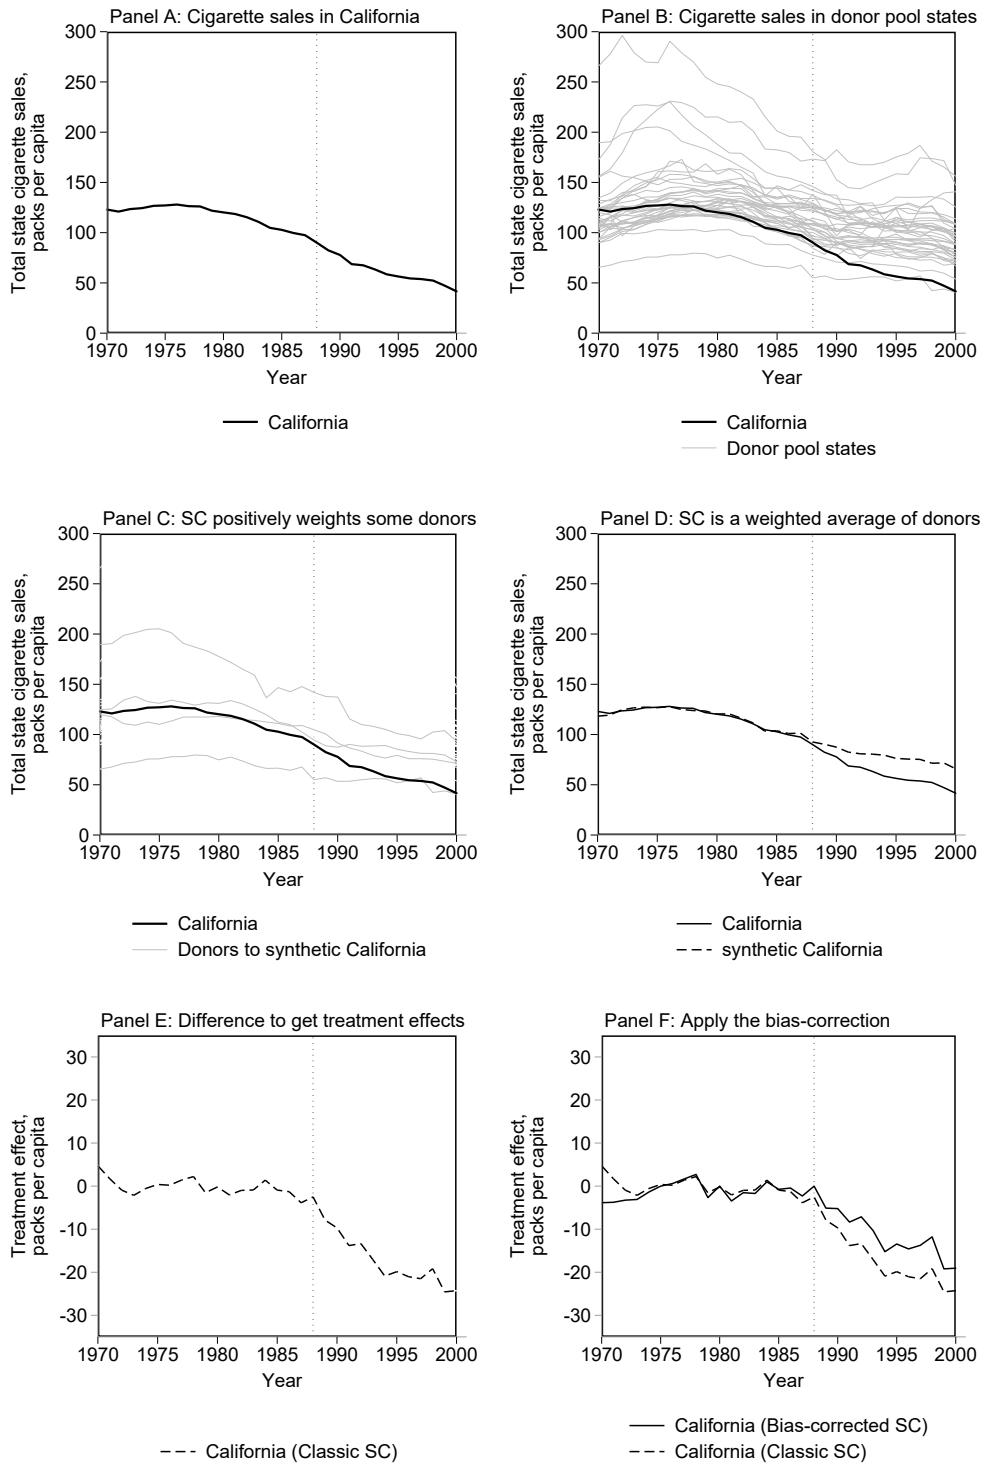 Panel A: Cigarette sales in California
Total state cigarette sales,
packs per capita
300
250
200
150
100
50
0
1970 1975 1980 1985 1990 1995 2000
Year
California
Panel B: Cigarette sales in donor pool states
Total state cigarette sales,
packs per capita
300
250
200
150
100
50
0
1970 1975 1980 1985 1990 1995 2000
Year
California
Donor pool states
Panel C: SC positively weights some donors
Total state cigarette sales,
packs per capita
300
250
200
150
100
50
0
1970 1975 1980 1985 1990 1995 2000
Year
California
Donors to synthetic California
Panel D: SC is a weighted average of donors
Total state cigarette sales,
packs per capita
300
250
200
150
100
50
0
1970 1975 1980 1985 1990 1995 2000
Year
California
synthetic California
Panel E: Difference to get treatment effects
Treatment effect,
packs per capita
30
20
10
0
-10
-20
-30
1970 1975 1980 1985 1990 1995 2000
Year
California (Classic SC)
Panel F: Apply the bias-correction
Treatment effect,
packs per capita
30
20
10
0
-10
-20
-30
1970 1975 1980 1985 1990 1995 2000
Year
California (Bias-corrected SC)
California (Classic SC)